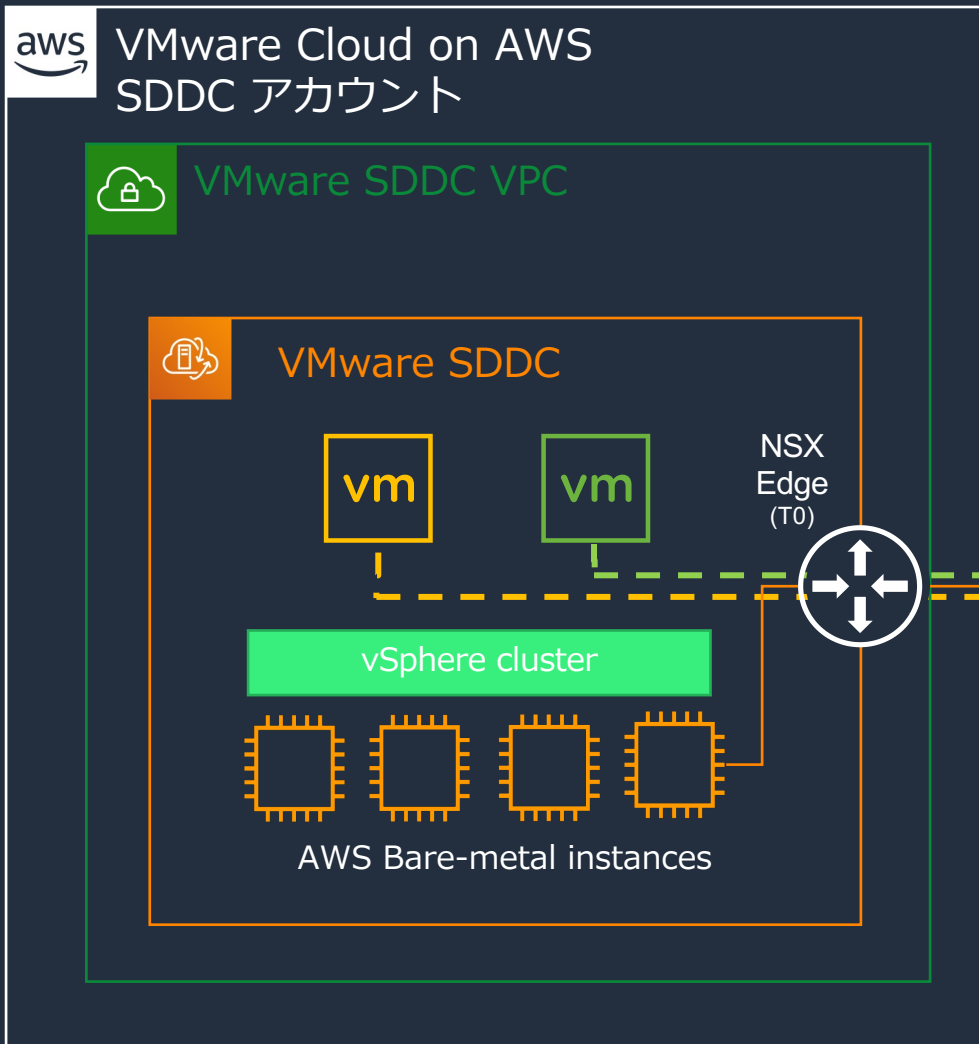 aws
VMware Cloud on AWS
SDDC アカウント
VMware SDDC VPC
VMware SDDC
vm
vm
NSX
Edge
(T0)
vSphere cluster
AWS Bare-metal instances